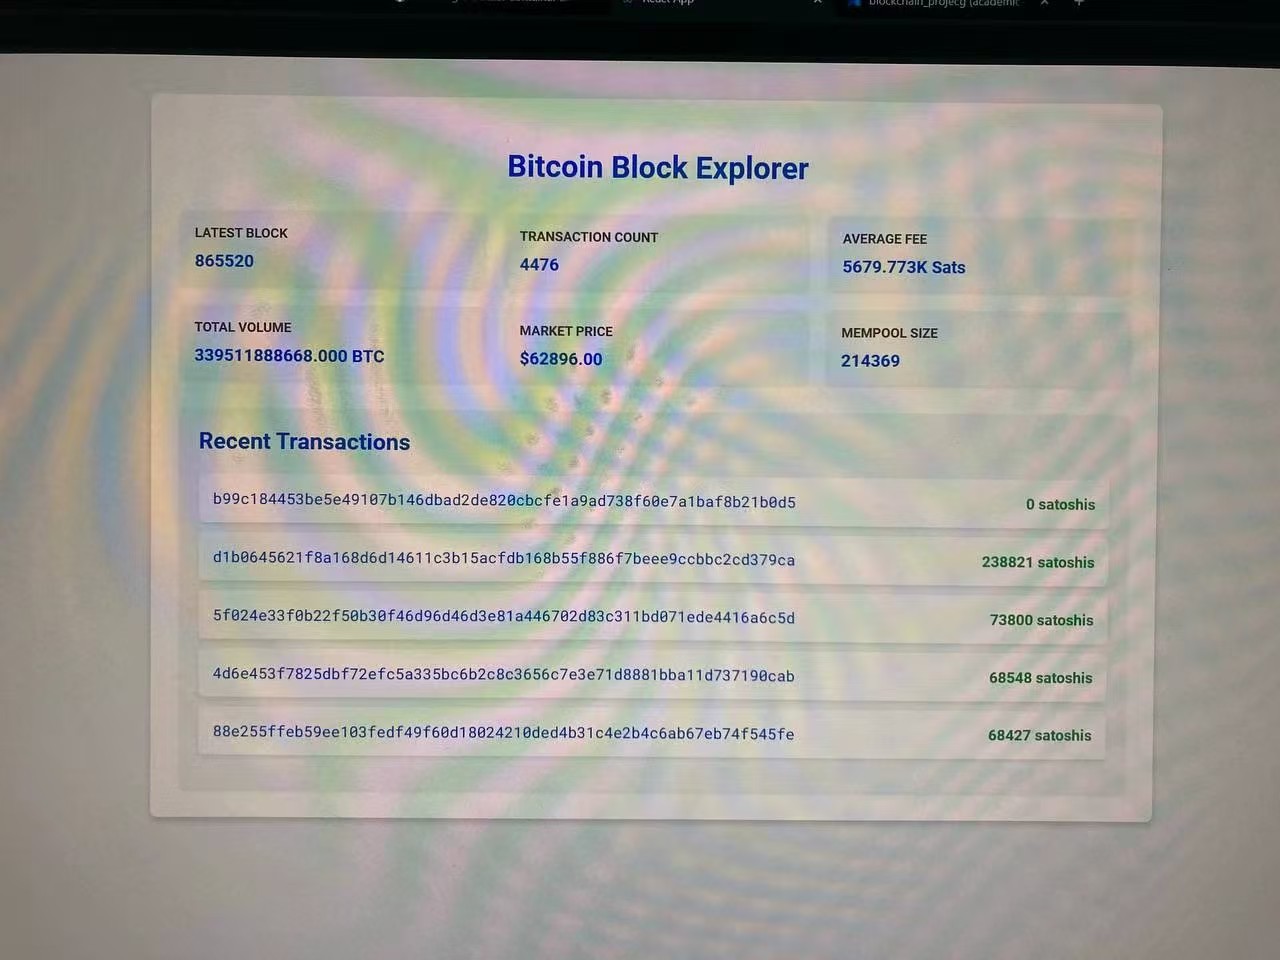 React App
blockchain_projecg (academic
Bitcoin Block Explorer
LATEST BLOCK
865520
TRANSACTION COUNT
4476
AVERAGE FEE
5679.773K Sats
TOTAL VOLUME
339511888668.000 BTC
MARKET PRICE
$62896.00
MEMPOOL SIZE
214369
Recent Transactions
b99c184453be5e49107b146dbad2de820cbcfe1a9ad738f60e7a1baf8b21b0d5 0 satoshis
d1b0645621f8a168d6d14611c3b15acfdb168b55f886f7beee9ccbbc2cd379ca 238821 satoshis
5f024e33f0b22f50b30f46d96d46d3e81a446702d83c311bd071ede4416a6c5d 73800 satoshis
4d6e453f7825dbf72efc5a335bc6b2c8c3656c7e3e71d8881bba11d737190cab 68548 satoshis
88e255ffeb59ee103fedf49f60d18024210ded4b31c4e2b4c6ab67eb74f545fe 68427 satoshis